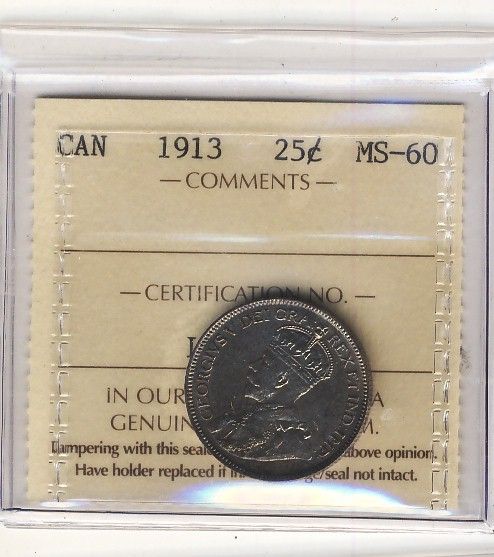 CAN 1913 25¢ MS-60
— COMMENTS —
— CERTIFICATION NO. —
IN OUR A
GENUIN M.
Tampering with this seal above opinion.
Have holder replaced if seal not intact.
GEORGIVS V DEI GRA: REX ET IND: IMP: